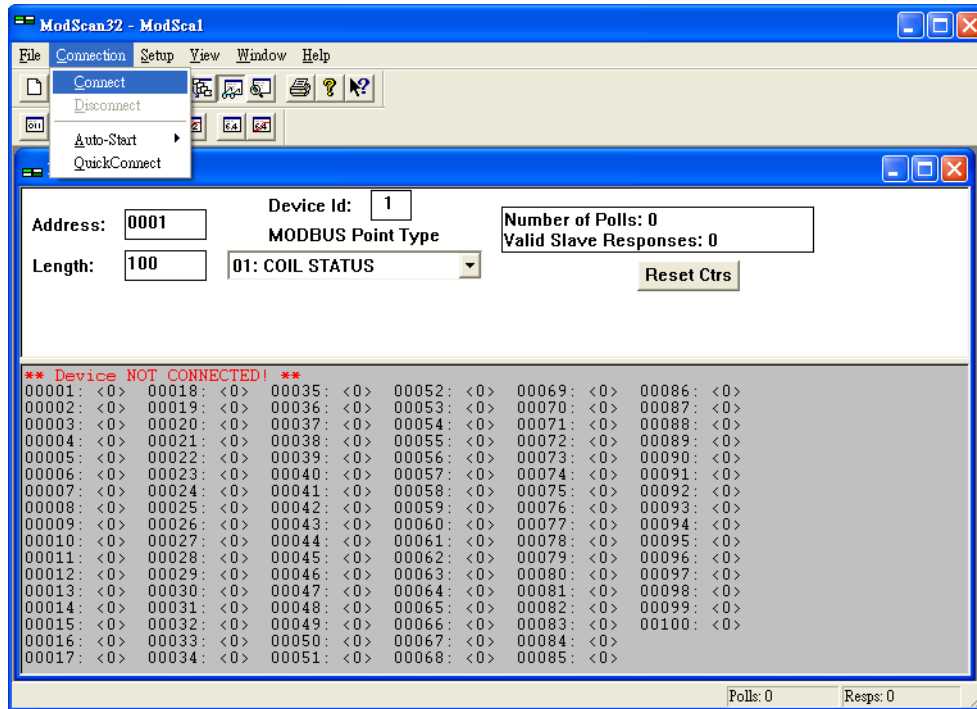 ModScan32 - ModSca1
File Connection Setup View Window Help
Connect
Disconnect
Auto-Start
QuickConnect
Address: 0001
Device Id: 1
MODBUS Point Type
Length: 100
01: COIL STATUS
Number of Polls: 0
Valid Slave Responses: 0
Reset Ctrs
** Device NOT CONNECTED! **
00001: <0> 00018: <0> 00035: <0> 00052: <0> 00069: <0> 00086: <0>
00002: <0> 00019: <0> 00036: <0> 00053: <0> 00070: <0> 00087: <0>
00003: <0> 00020: <0> 00037: <0> 00054: <0> 00071: <0> 00088: <0>
00004: <0> 00021: <0> 00038: <0> 00055: <0> 00072: <0> 00089: <0>
00005: <0> 00022: <0> 00039: <0> 00056: <0> 00073: <0> 00090: <0>
00006: <0> 00023: <0> 00040: <0> 00057: <0> 00074: <0> 00091: <0>
00007: <0> 00024: <0> 00041: <0> 00058: <0> 00075: <0> 00092: <0>
00008: <0> 00025: <0> 00042: <0> 00059: <0> 00076: <0> 00093: <0>
00009: <0> 00026: <0> 00043: <0> 00060: <0> 00077: <0> 00094: <0>
00010: <0> 00027: <0> 00044: <0> 00061: <0> 00078: <0> 00095: <0>
00011: <0> 00028: <0> 00045: <0> 00062: <0> 00079: <0> 00096: <0>
00012: <0> 00029: <0> 00046: <0> 00063: <0> 00080: <0> 00097: <0>
00013: <0> 00030: <0> 00047: <0> 00064: <0> 00081: <0> 00098: <0>
00014: <0> 00031: <0> 00048: <0> 00065: <0> 00082: <0> 00099: <0>
00015: <0> 00032: <0> 00049: <0> 00066: <0> 00083: <0> 00100: <0>
00016: <0> 00033: <0> 00050: <0> 00067: <0> 00084: <0>
00017: <0> 00034: <0> 00051: <0> 00068: <0> 00085: <0>
Polls: 0 Resps: 0